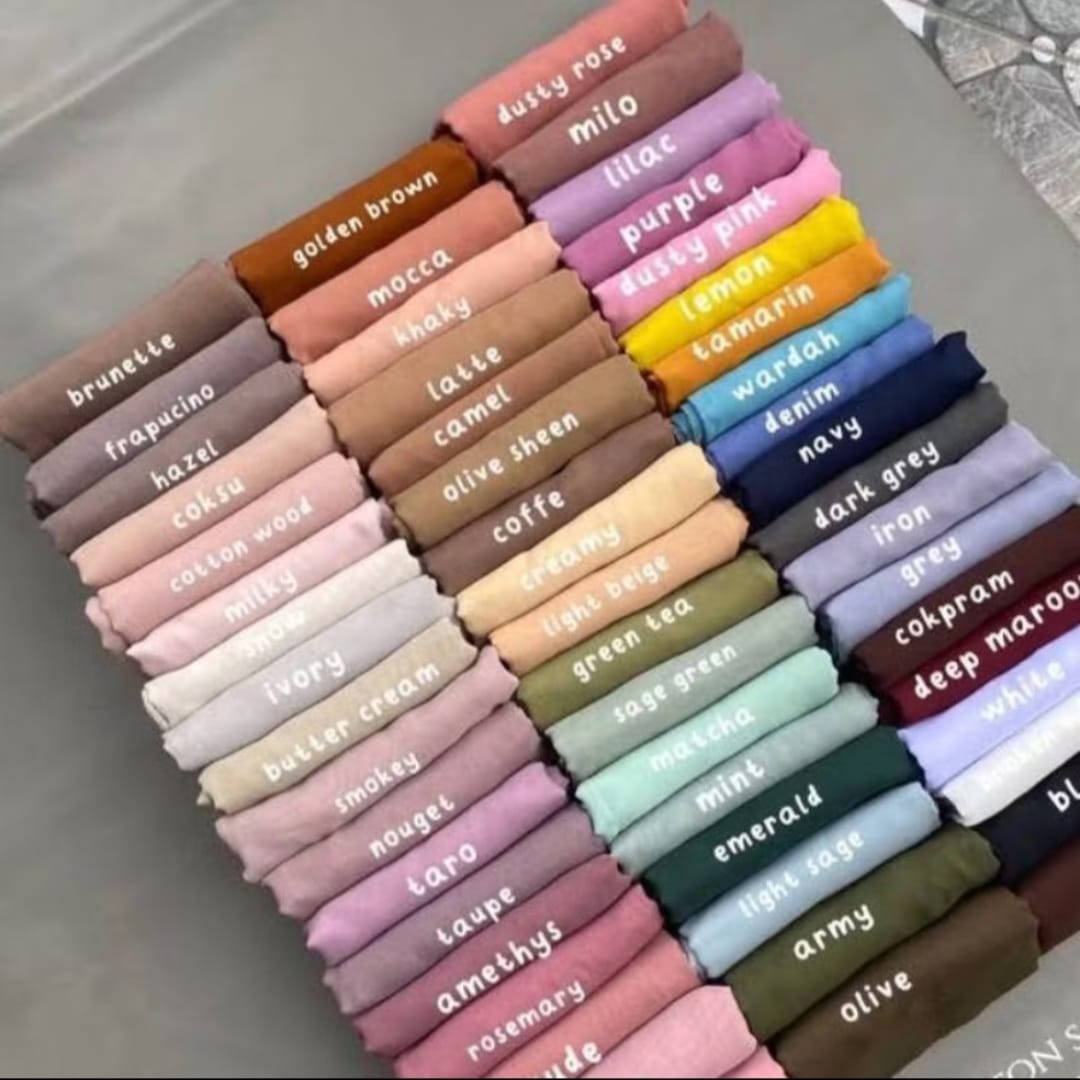 brunette
frapucino
hazel
coksu
cotton wood
milky
snow
ivory
butter cream
smokey
nouget
taro
taupe
amethys
rosemary
golden brown
mocca
khaky
latte
camel
olive sheen
coffe
creamy
light beige
green tea
sage green
matcha
mint
emerald
light sage
army
olive
dusty rose
milo
lilac
purple
dusty pink
lemon
tamarin
wardah
denim
navy
dark grey
iron
grey
cokpram
deep maroo
white